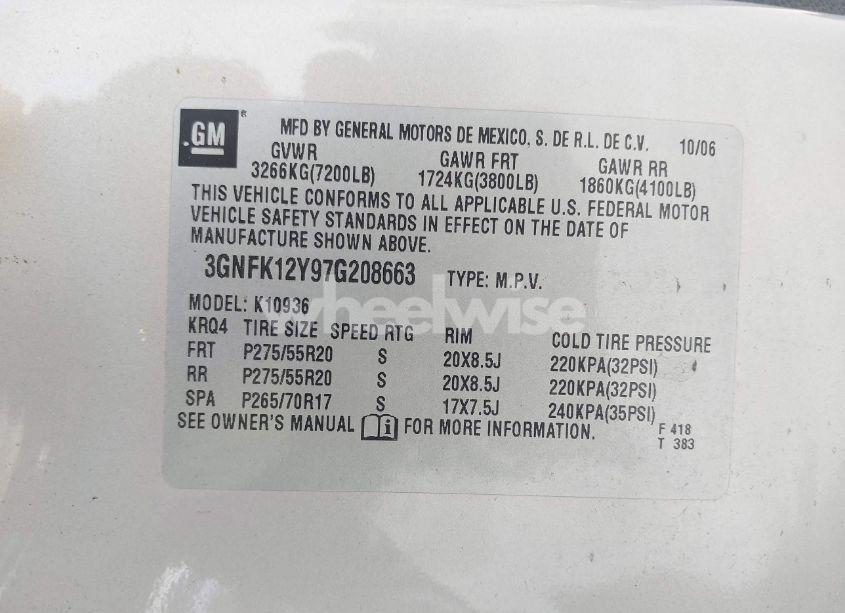 GM ®
MFD BY GENERAL MOTORS DE MEXICO, S. DE R.L. DE C.V. 10/06
GVWR GAWR FRT GAWR RR
3266KG(7200LB) 1724KG(3800LB) 1860KG(4100LB)
THIS VEHICLE CONFORMS TO ALL APPLICABLE U.S. FEDERAL MOTOR
VEHICLE SAFETY STANDARDS IN EFFECT ON THE DATE OF
MANUFACTURE SHOWN ABOVE.
3GNFK12Y97G208663 TYPE: M.P.V.
wheelwise
MODEL: K10936
KRQ4 TIRE SIZE SPEED RTG RIM COLD TIRE PRESSURE
FRT P275/55R20 S 20X8.5J 220KPA(32PSI)
RR P275/55R20 S 20X8.5J 220KPA(32PSI)
SPA P265/70R17 S 17X7.5J 240KPA(35PSI)
SEE OWNER'S MANUAL i FOR MORE INFORMATION.
F 418
T 383